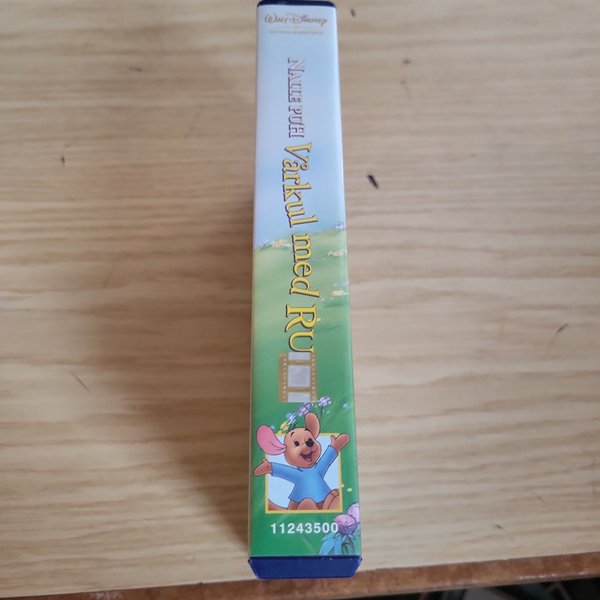 WALT DISNEY
NALLE PUH
Vårkul med RU
11243500